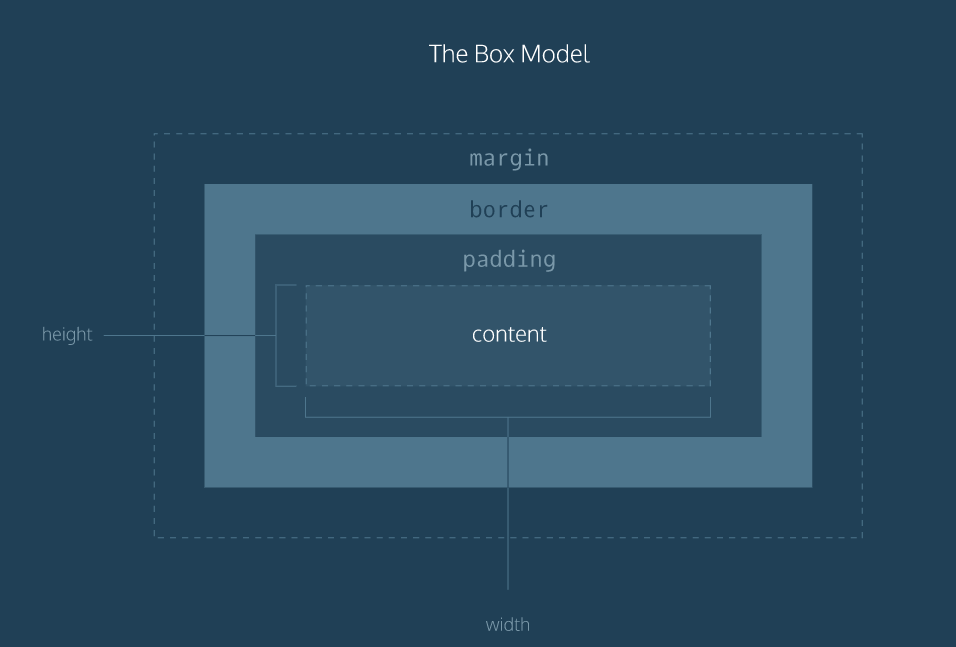 The Box Model
margin
border
padding
content
height
width